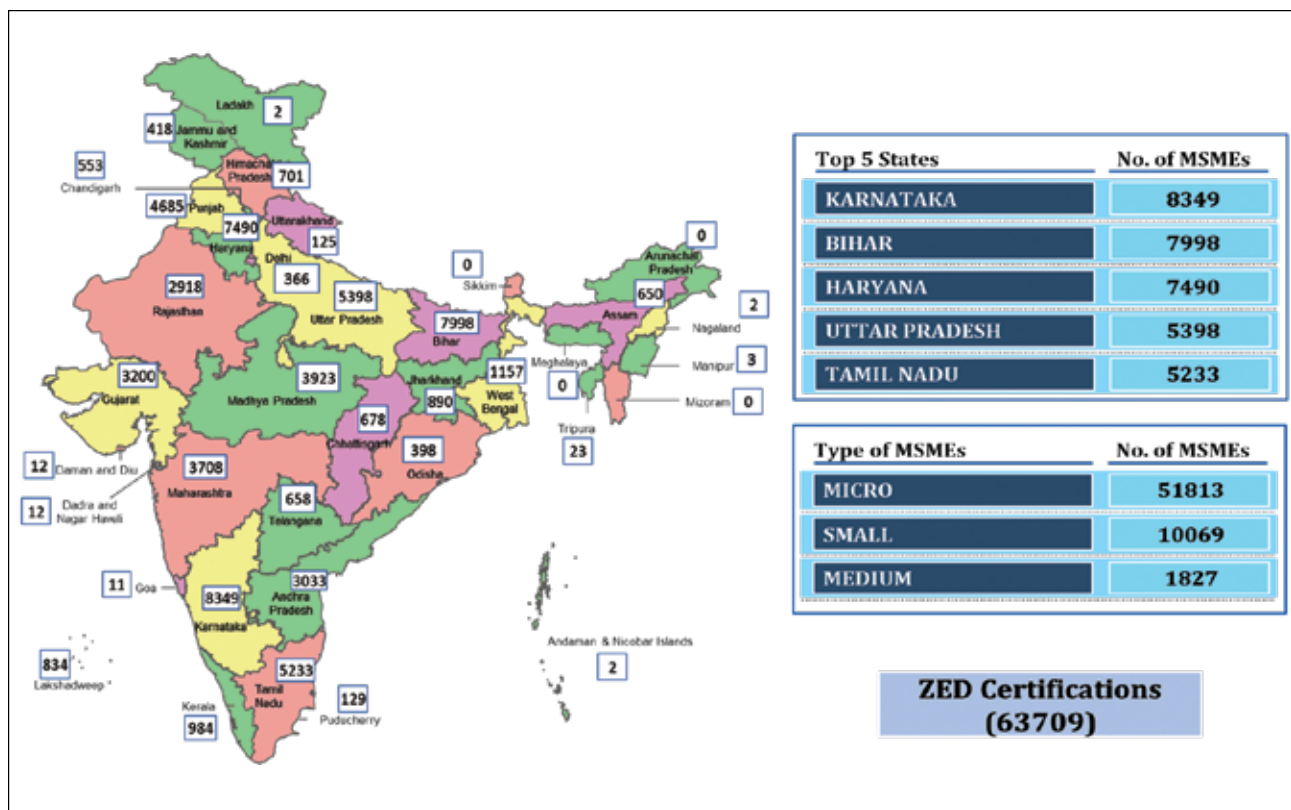 Ladakh
2
418
Jammu and
Kashmir
553
Chandigarh
Himachal
Pradesh
701
4685
Punjab
7490
Haryana
Uttarakhand
125
Delhi
366
0
Arunachal
Pradesh
0
Sikkim
650
Assam
2
Nagaland
2918
Rajasthan
5398
Uttar Pradesh
7998
Bihar
Meghalaya
0
Manipur
3
Mizoram
0
Tripura
23
3200
Gujarat
3923
Madhya Pradesh
Jharkhand
890
1157
West
Bengal
678
Chhattingarh
398
Odisha
12
Daman and Diu
12
Dadra and
Nagar Haveli
3708
Maharashtra
658
Telangana
11
Goa
8349
Karnataka
3033
Andhra
Pradesh
834
Lakshadweep
Kerala
984
5233
Tamil
Nadu
129
Puducherry
Andaman & Nicobar Islands
2
Top 5 States No. of MSMEs
KARNATAKA 8349
BIHAR 7998
HARYANA 7490
UTTAR PRADESH 5398
TAMIL NADU 5233
Type of MSMEs No. of MSMEs
MICRO 51813
SMALL 10069
MEDIUM 1827
ZED Certifications
(63709)